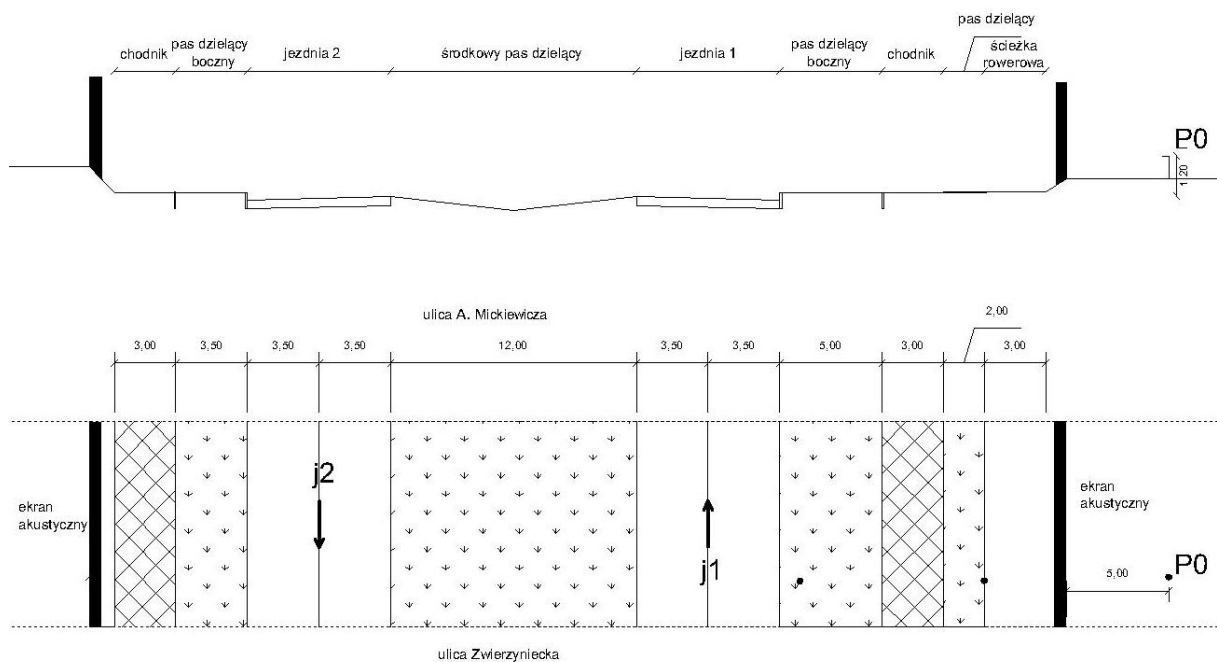 pas dzielący
chodnik
pas dzielący
boczny
jezdnia 2
środkowy pas dzielący
jezdnia 1
pas dzielący
boczny
chodnik
ścieżka
rowerowa
P0
1,20
ulica A. Mickiewicza
2,00
3,00
3,50
3,50
3,50
12,00
3,50
3,50
5,00
3,00
3,00
j2
j1
ekran
akustyczny
ekran
akustyczny
5,00
P0
ulica Zwierzyniecka